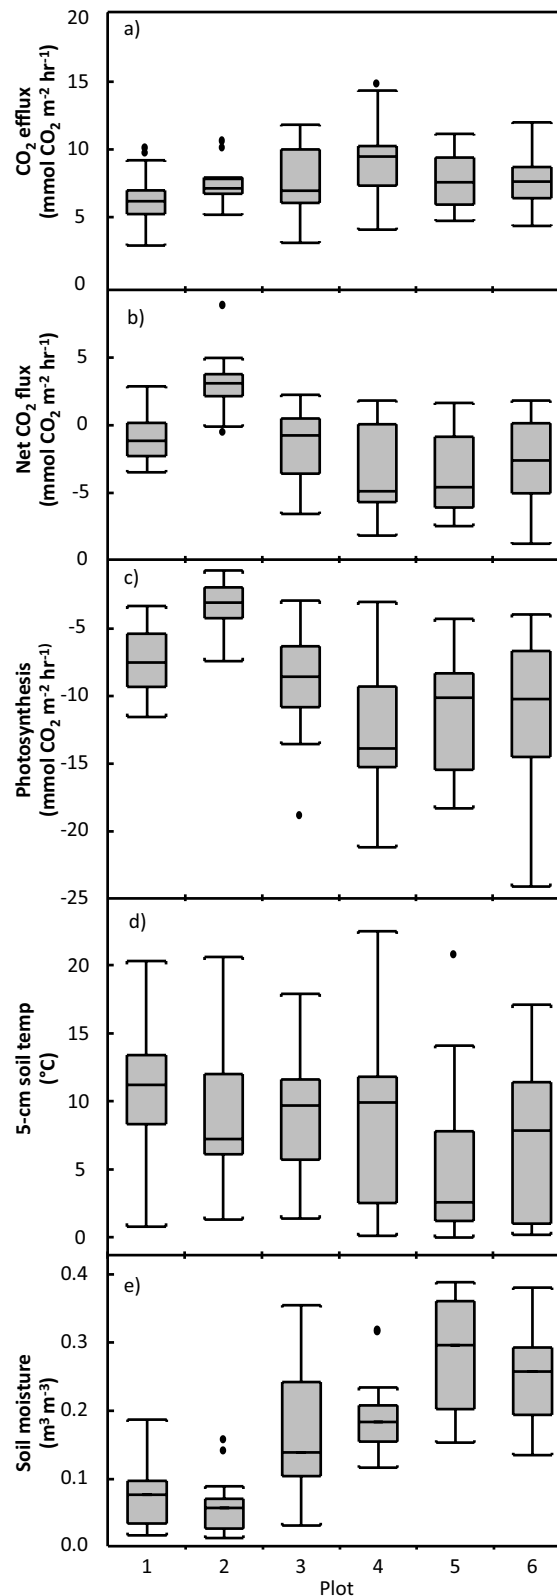 20
a)
15
10
5
0
CO₂ efflux
(mmol CO₂ m⁻² hr⁻¹)
b)
5
0
-5
0
Net CO₂ flux
(mmol CO₂ m⁻² hr⁻¹)
c)
-5
-10
-15
-20
-25
Photosynthesis
(mmol CO₂ m⁻² hr⁻¹)
d)
20
15
10
5
0
5-cm soil temp
(°C)
e)
0.4
0.3
0.2
0.1
0.0
Soil moisture
(m³ m⁻³)
1 2 3 4 5 6
Plot